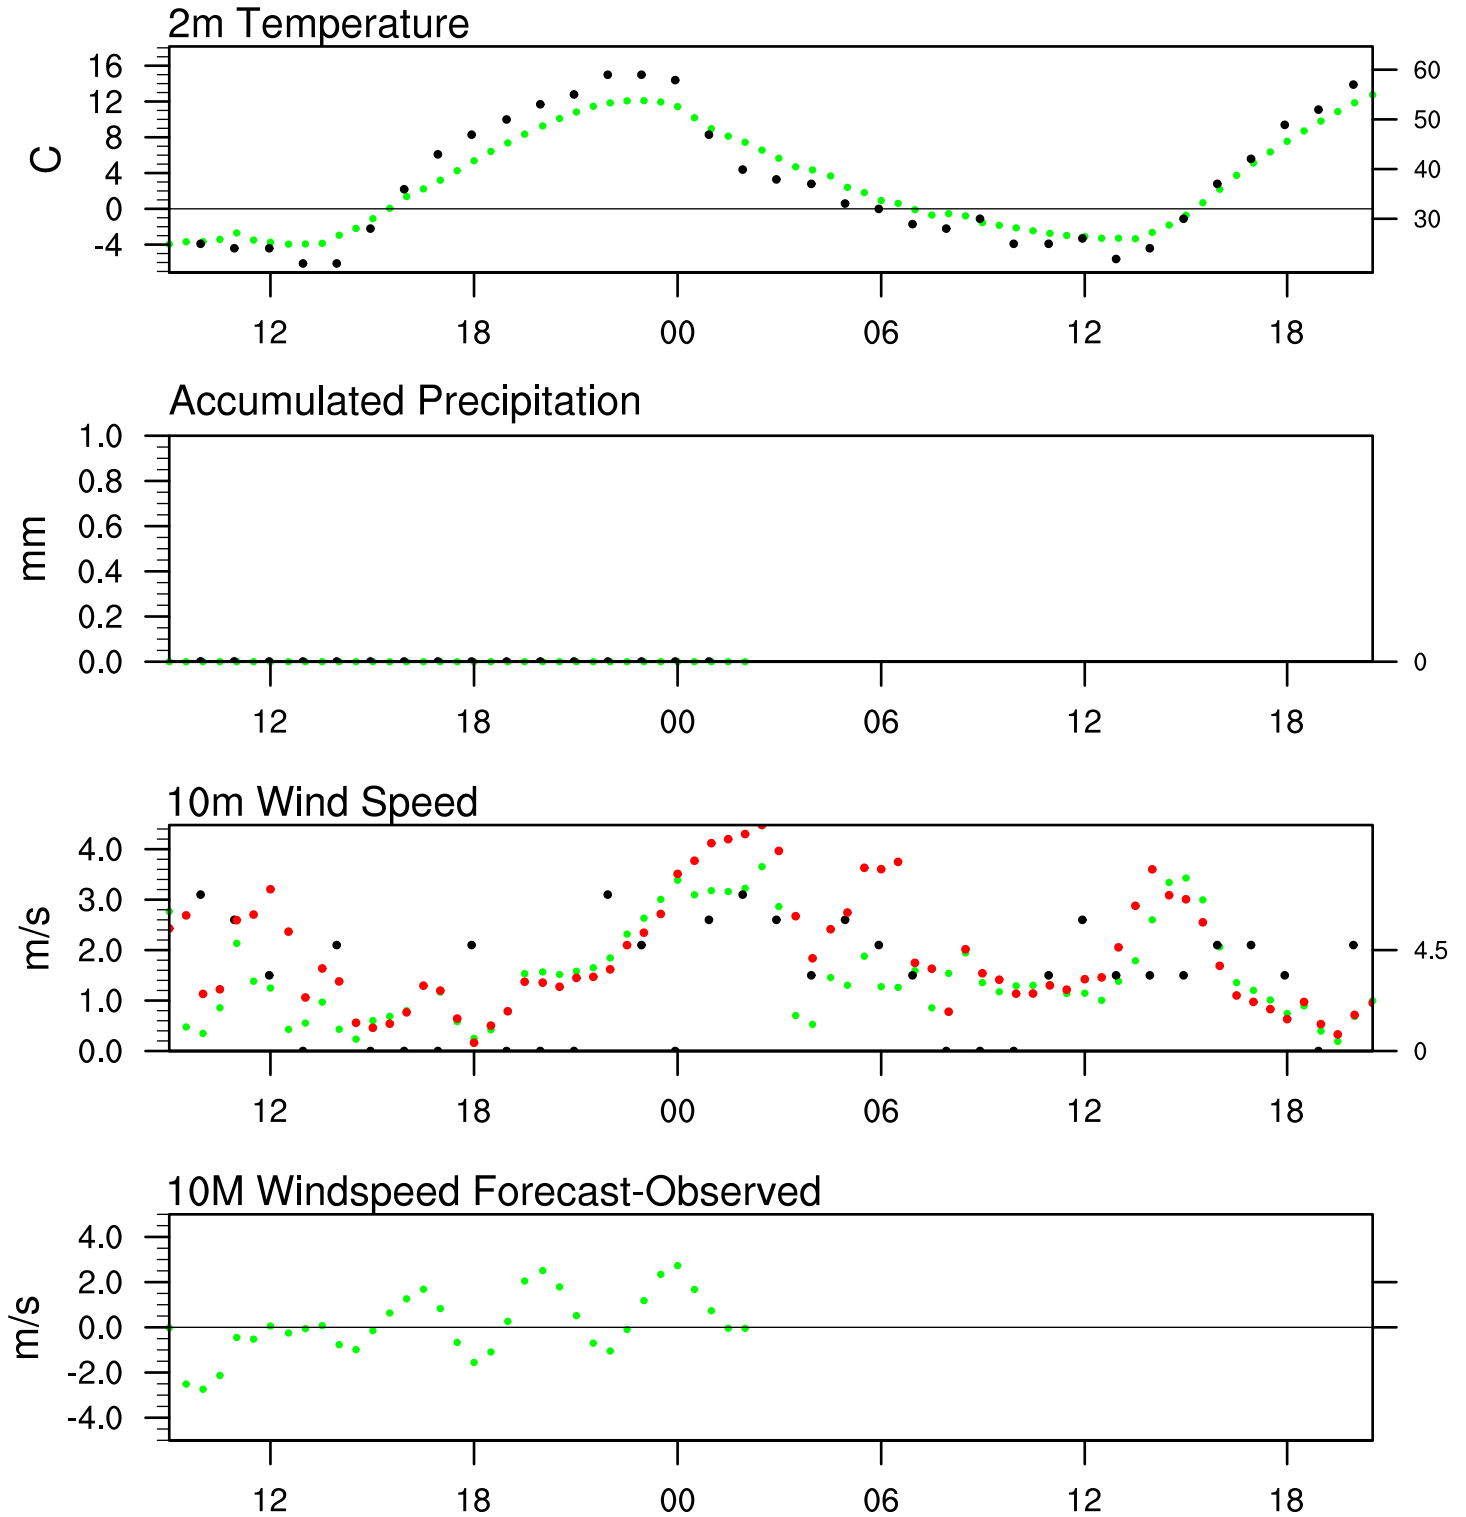 2m Temperature
16
12
8
4
0
-4
C
60
50
40
30
12 18 00 06 12 18
Accumulated Precipitation
1.0
0.8
0.6
0.4
0.2
0.0
mm
0
12 18 00 06 12 18
10m Wind Speed
4.0
3.0
2.0
1.0
0.0
m/s
4.5
0
12 18 00 06 12 18
10M Windspeed Forecast-Observed
4.0
2.0
0.0
-2.0
-4.0
m/s
12 18 00 06 12 18